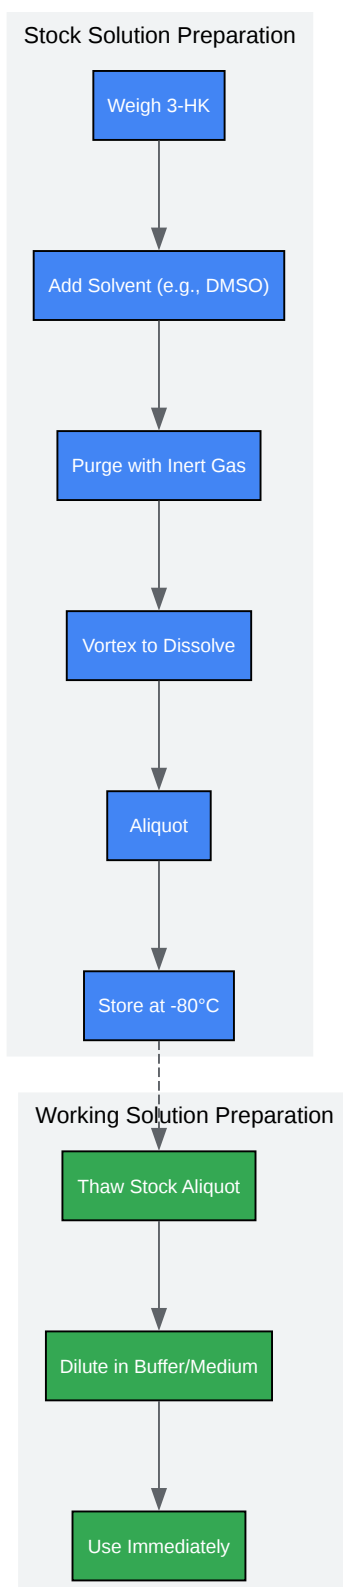 Stock Solution Preparation
Weigh 3-HK
Add Solvent (e.g., DMSO)
Purge with Inert Gas
Vortex to Dissolve
Aliquot
Store at -80°C
Working Solution Preparation
Thaw Stock Aliquot
Dilute in Buffer/Medium
Use Immediately